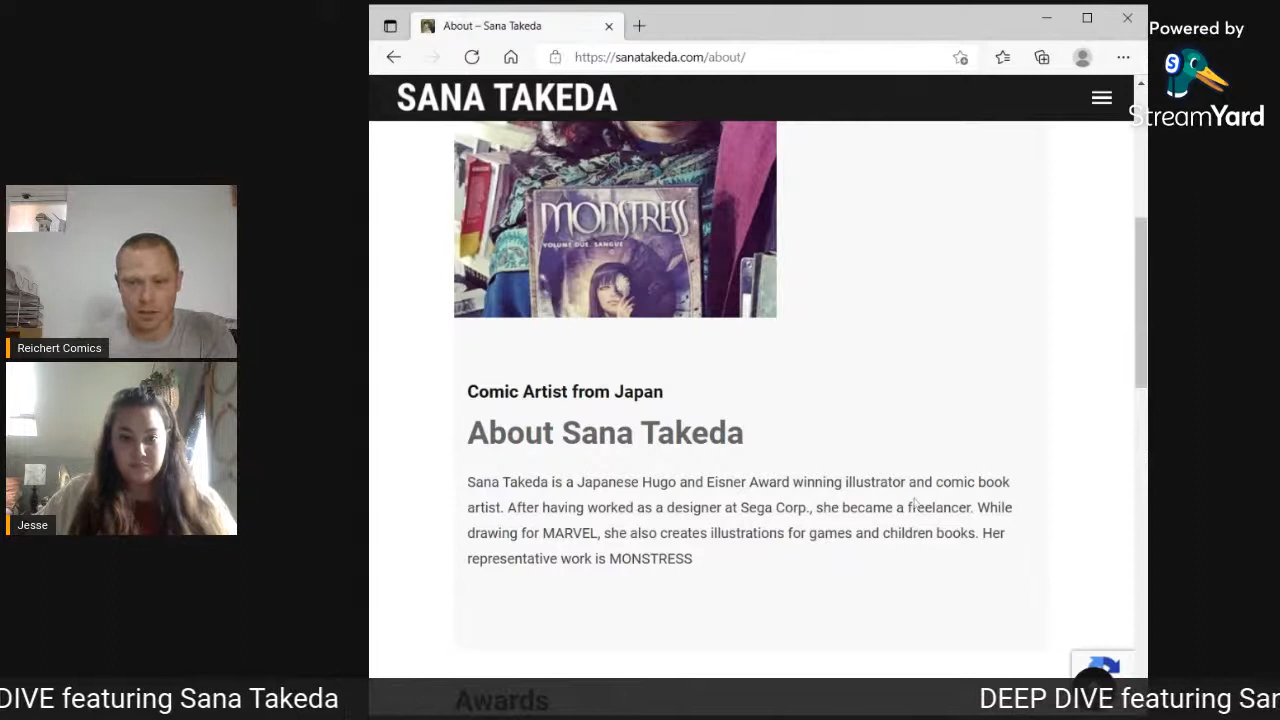 About – Sana Takeda
https://sanatakeda.com/about/
Powered by
StreamYard
SANA TAKEDA
MONSTRESS
VOLUME DUE. SANGUE
Reichert Comics
Jesse
Comic Artist from Japan
About Sana Takeda
Sana Takeda is a Japanese Hugo and Eisner Award winning illustrator and comic book
artist. After having worked as a designer at Sega Corp., she became a freelancer. While
drawing for MARVEL, she also creates illustrations for games and children books. Her
representative work is MONSTRESS
Awards
DIVE featuring Sana Takeda
DEEP DIVE featuring Sar